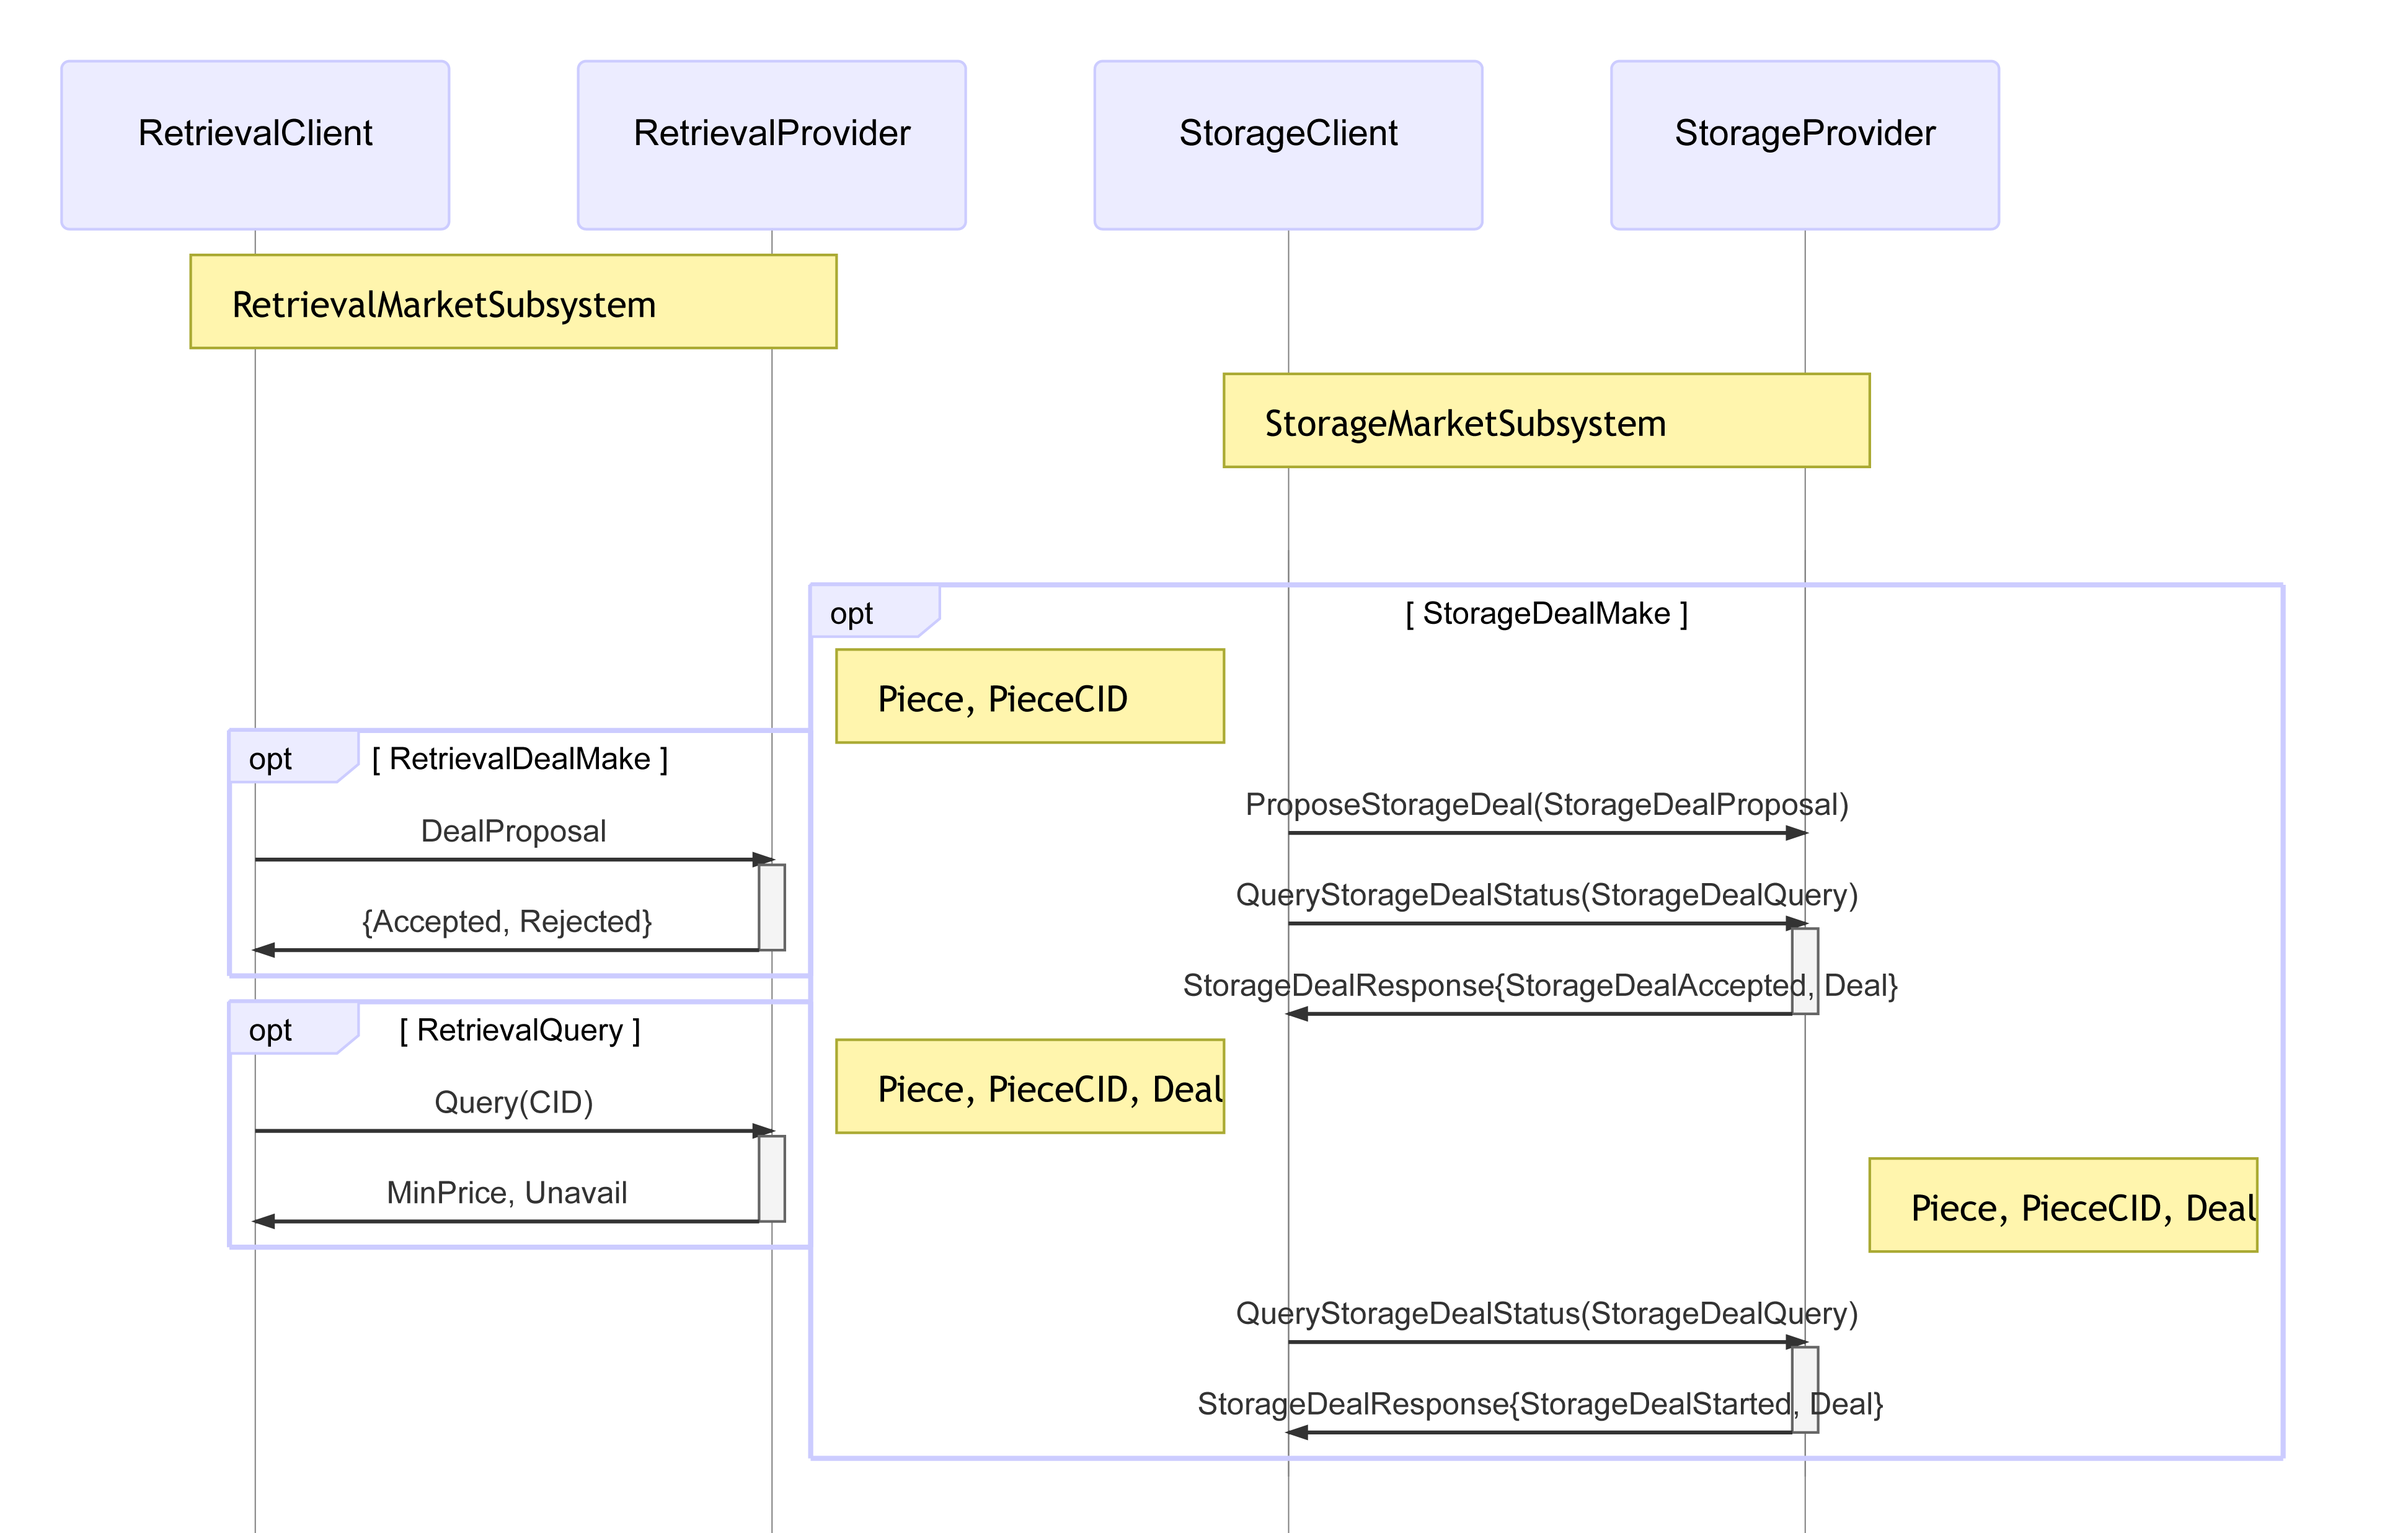 RetrievalClient
RetrievalProvider
StorageClient
StorageProvider
RetrievalMarketSubsystem
StorageMarketSubsystem
opt
[ StorageDealMake ]
Piece, PieceCID
opt
[ RetrievalDealMake ]
ProposeStorageDeal(StorageDealProposal)
DealProposal
QueryStorageDealStatus(StorageDealQuery)
{Accepted, Rejected}
StorageDealResponse{StorageDealAccepted, Deal}
opt
[ RetrievalQuery ]
Piece, PieceCID, Deal
Query(CID)
MinPrice, Unavail
Piece, PieceCID, Deal
QueryStorageDealStatus(StorageDealQuery)
StorageDealResponse{StorageDealStarted, Deal}